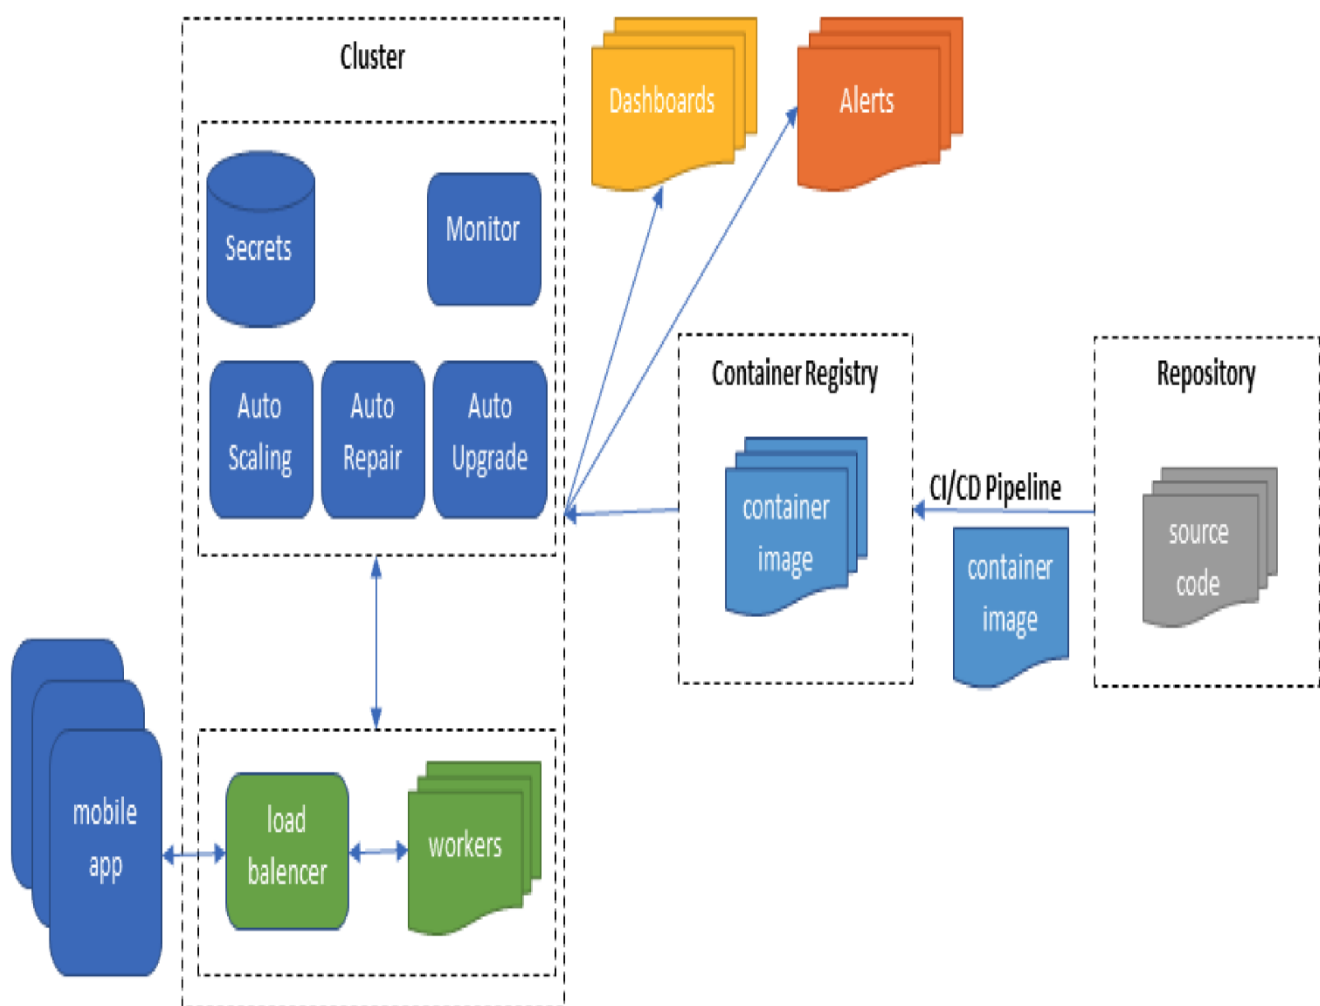 Cluster
Dashboards
Alerts
Secrets
Monitor
Auto
Scaling
Auto
Repair
Auto
Upgrade
Container Registry
container
image
CI/CD Pipeline
container
image
Repository
source
code
mobile
app
load
balencer
workers